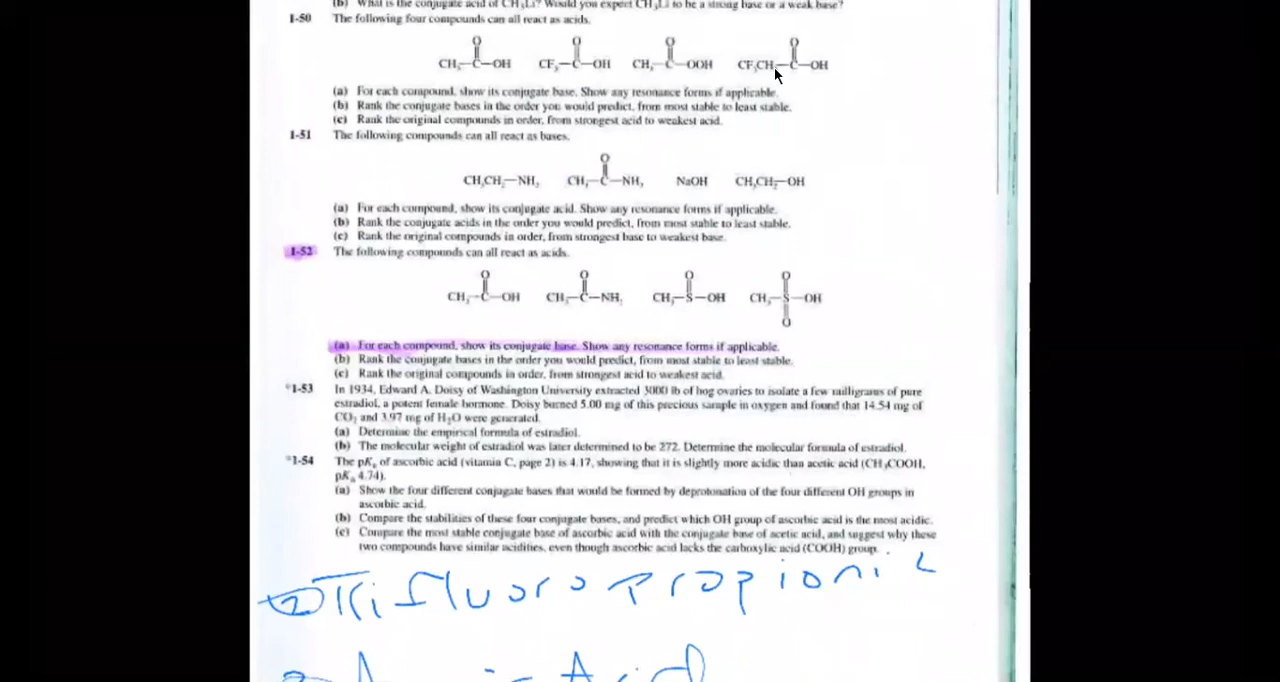 (b) What is the conjugate acid of CH₃Li? Would you expect CH₃Li to be a strong base or a weak base?
1-50 The following four compounds can all react as acids.
O O O O
CH₃—C—OH CF₃—C—OH CH₃—C—OOH CF₃CH₂—C—OH
(a) For each compound, show its conjugate base. Show any resonance forms if applicable.
(b) Rank the conjugate bases in the order you would predict, from most stable to least stable.
(c) Rank the original compounds in order, from strongest acid to weakest acid.
1-51 The following compounds can all react as bases.
O
CH₃CH₂—NH₂ CH₃—C—NH₂ NaOH CH₃CH₂—OH
(a) For each compound, show its conjugate acid. Show any resonance forms if applicable.
(b) Rank the conjugate acids in the order you would predict, from most stable to least stable.
(c) Rank the original compounds in order, from strongest base to weakest base.
1-52 The following compounds can all react as acids.
O O O O
CH₃—C—OH CH₃—C—NH₂ CH₃—S—OH CH₃—S—OH
O
(a) For each compound, show its conjugate base. Show any resonance forms if applicable.
(b) Rank the conjugate bases in the order you would predict, from most stable to least stable.
(c) Rank the original compounds in order, from strongest acid to weakest acid.
*1-53 In 1934, Edward A. Doisy of Washington University extracted 3000 lb of hog ovaries to isolate a few milligrams of pure
estradiol, a potent female hormone. Doisy burned 5.00 mg of this precious sample in oxygen and found that 14.54 mg of
CO₂ and 3.97 mg of H₂O were generated.
(a) Determine the empirical formula of estradiol.
(b) The molecular weight of estradiol was later determined to be 272. Determine the molecular formula of estradiol.
*1-54 The pKₐ of ascorbic acid (vitamin C, page 2) is 4.17, showing that it is slightly more acidic than acetic acid (CH₃COOH,
pKₐ 4.74).
(a) Show the four different conjugate bases that would be formed by deprotonation of the four different OH groups in
ascorbic acid.
(b) Compare the stabilities of these four conjugate bases, and predict which OH group of ascorbic acid is the most acidic.
(c) Compare the most stable conjugate base of ascorbic acid with the conjugate base of acetic acid, and suggest why these
two compounds have similar acidities, even though ascorbic acid lacks the carboxylic acid (COOH) group.
Trifluoro Propionic
Acid